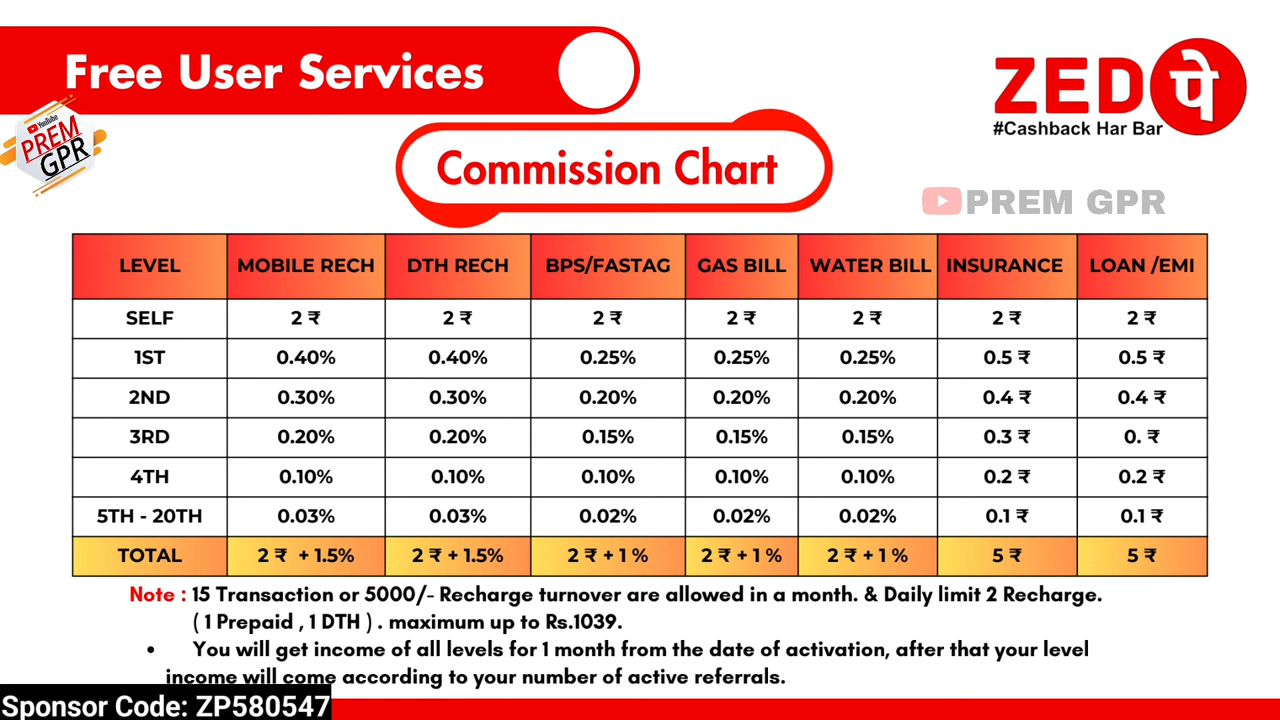 Free User Services
ZED पे
#Cashback Har Bar
YouTube
PREM
GPR
Commission Chart
PREM GPR
LEVEL MOBILE RECH DTH RECH BPS/FASTAG GAS BILL WATER BILL INSURANCE LOAN /EMI
SELF 2 ₹ 2 ₹ 2 ₹ 2 ₹ 2 ₹ 2 ₹ 2 ₹
1ST 0.40% 0.40% 0.25% 0.25% 0.25% 0.5 ₹ 0.5 ₹
2ND 0.30% 0.30% 0.20% 0.20% 0.20% 0.4 ₹ 0.4 ₹
3RD 0.20% 0.20% 0.15% 0.15% 0.15% 0.3 ₹ 0. ₹
4TH 0.10% 0.10% 0.10% 0.10% 0.10% 0.2 ₹ 0.2 ₹
5TH - 20TH 0.03% 0.03% 0.02% 0.02% 0.02% 0.1 ₹ 0.1 ₹
TOTAL 2 ₹ + 1.5% 2 ₹ + 1.5% 2 ₹ + 1 % 2 ₹ + 1 % 2 ₹ + 1 % 5 ₹ 5 ₹
Note : 15 Transaction or 5000/- Recharge turnover are allowed in a month. & Daily limit 2 Recharge.
( 1 Prepaid , 1 DTH ) . maximum up to Rs.1039.
• You will get income of all levels for 1 month from the date of activation, after that your level
income will come according to your number of active referrals.
Sponsor Code: ZP580547